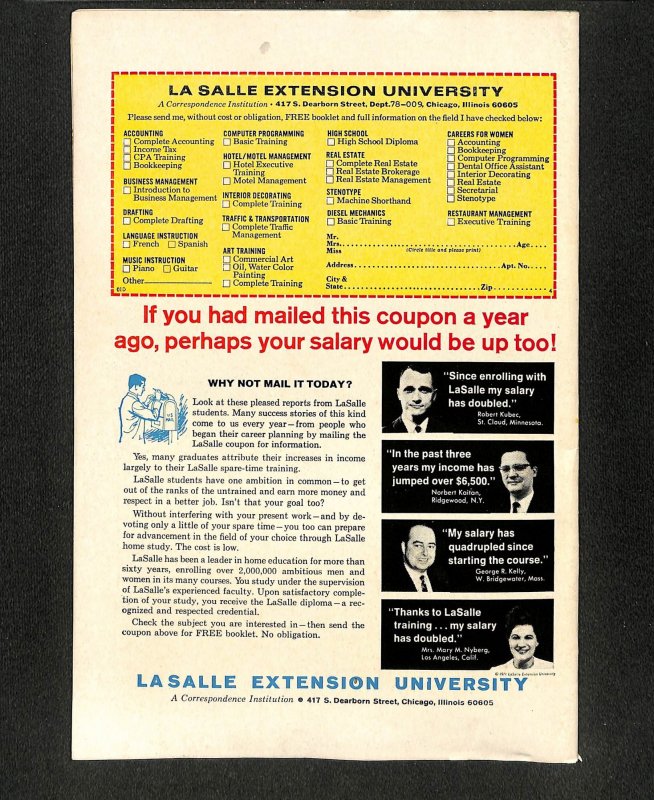 LA SALLE EXTENSION UNIVERSITY
A Correspondence Institution • 417 S. Dearborn Street, Dept. 78-009, Chicago, Illinois 60605
Please send me, without cost or obligation, FREE booklet and full information on the field I have checked below:
ACCOUNTING
Complete Accounting
Income Tax
CPA Training
Bookkeeping
BUSINESS MANAGEMENT
Introduction to
Business Management
DRAFTING
Complete Drafting
LANGUAGE INSTRUCTION
French Spanish
MUSIC INSTRUCTION
Piano Guitar
Other
COMPUTER PROGRAMMING
Basic Training
HOTEL/MOTEL MANAGEMENT
Hotel Executive
Training
Motel Management
INTERIOR DECORATING
Complete Training
TRAFFIC & TRANSPORTATION
Complete Traffic
Management
ART TRAINING
Commercial Art
Oil, Water Color
Painting
Complete Training
HIGH SCHOOL
High School Diploma
REAL ESTATE
Complete Real Estate
Real Estate Brokerage
Real Estate Management
STENOTYPE
Machine Shorthand
DIESEL MECHANICS
Basic Training
CAREERS FOR WOMEN
Accounting
Bookkeeping
Computer Programming
Dental Office Assistant
Interior Decorating
Real Estate
Secretarial
Stenotype
RESTAURANT MANAGEMENT
Executive Training
Mr.
Mrs. Age
Miss (Circle title and please print)
Address Apt. No.
City &
State Zip
4
If you had mailed this coupon a year
ago, perhaps your salary would be up too!
U.S.
MAIL
WHY NOT MAIL IT TODAY?
Look at these pleased reports from LaSalle
students. Many success stories of this kind
come to us every year—from people who
began their career planning by mailing the
LaSalle coupon for information.
Yes, many graduates attribute their increases in income
largely to their LaSalle spare-time training.
LaSalle students have one ambition in common—to get
out of the ranks of the untrained and earn more money and
respect in a better job. Isn't that your goal too?
Without interfering with your present work—and by de-
voting only a little of your spare time—you too can prepare
for advancement in the field of your choice through LaSalle
home study. The cost is low.
LaSalle has been a leader in home education for more than
sixty years, enrolling over 2,000,000 ambitious men and
women in its many courses. You study under the supervision
of LaSalle's experienced faculty. Upon satisfactory comple-
tion of your study, you receive the LaSalle diploma—a rec-
ognized and respected credential.
Check the subject you are interested in—then send the
coupon above for FREE booklet. No obligation.
"Since enrolling with
LaSalle my salary
has doubled."
Robert Kubec,
St. Cloud, Minnesota.
"In the past three
years my income has
jumped over $6,500."
Norbert Kaitan,
Ridgewood, N.Y.
"My salary has
quadrupled since
starting the course."
George R. Kelly,
W. Bridgewater, Mass.
"Thanks to LaSalle
training . . . my salary
has doubled."
Mrs. Mary M. Nyberg,
Los Angeles, Calif.
© 1971 LaSalle Extension University
LASALLE EXTENSION UNIVERSITY
A Correspondence Institution • 417 S. Dearborn Street, Chicago, Illinois 60605